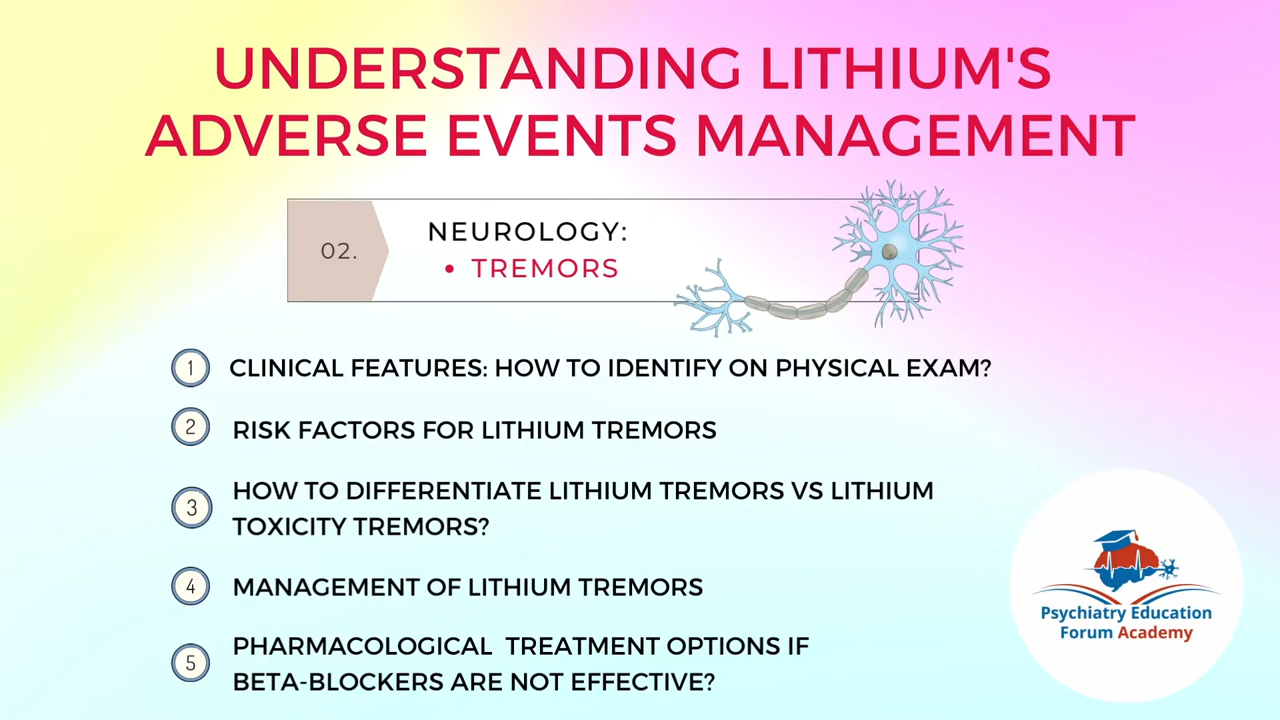 UNDERSTANDING LITHIUM'S
ADVERSE EVENTS MANAGEMENT
02.
NEUROLOGY:
• TREMORS
1 CLINICAL FEATURES: HOW TO IDENTIFY ON PHYSICAL EXAM?
2 RISK FACTORS FOR LITHIUM TREMORS
3 HOW TO DIFFERENTIATE LITHIUM TREMORS VS LITHIUM
TOXICITY TREMORS?
4 MANAGEMENT OF LITHIUM TREMORS
5 PHARMACOLOGICAL TREATMENT OPTIONS IF
BETA-BLOCKERS ARE NOT EFFECTIVE?
Psychiatry Education
Forum Academy